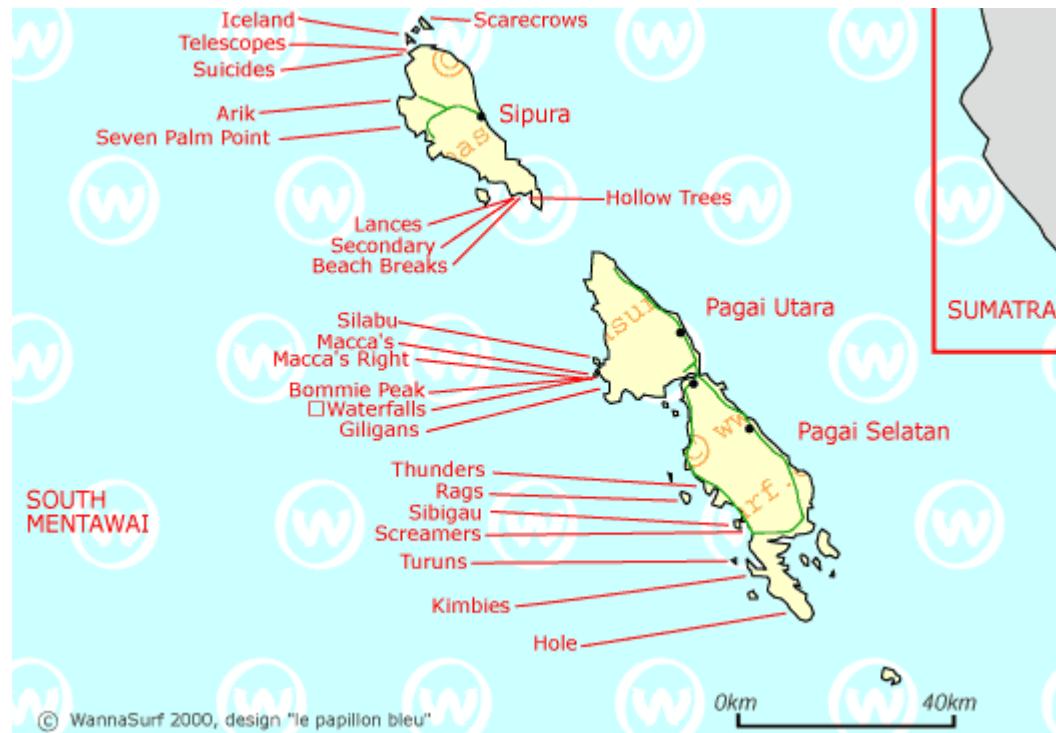 Iceland
Scarecrows
Telescopes
Suicides
Arik
Sipura
Seven Palm Point
Hollow Trees
Lances
Secondary
Beach Breaks
Pagai Utara
SUMATRA
Silabu
Macca's
Macca's Right
Bommie Peak
□Waterfalls
Giligans
Pagai Selatan
Thunders
Rags
SOUTH
MENTAWAI
Sibigau
Screamers
Turuns
Kimbies
Hole
0km
40km
© WannaSurf 2000, design "le papillon bleu"